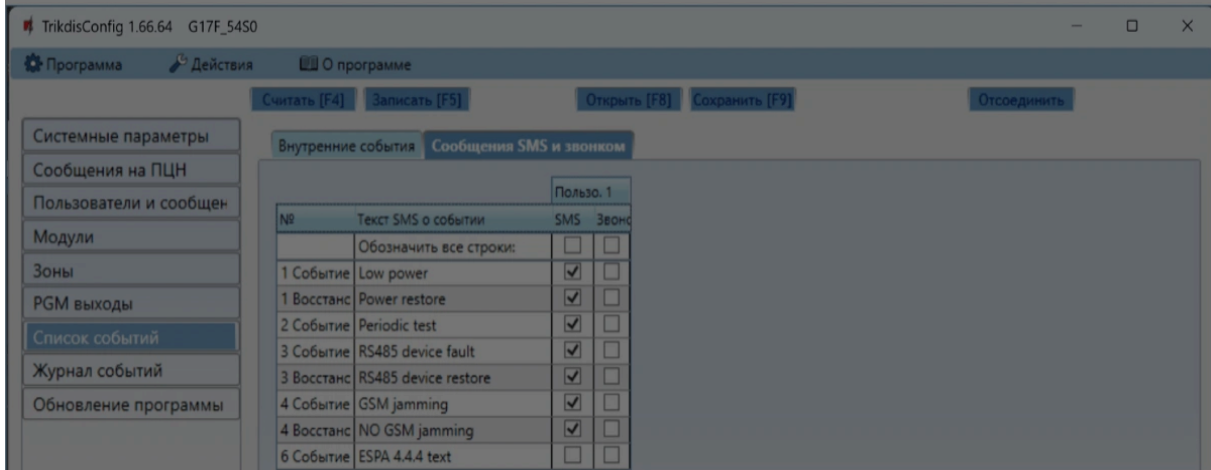 TrikdisConfig 1.66.64 G17F_54S0
Программа Действия О программе
Считать [F4] Записать [F5] Открыть [F8] Сохранить [F9] Отсоединить
Системные параметры
Сообщения на ПЦН
Пользователи и сообщен
Модули
Зоны
PGM выходы
Список событий
Журнал событий
Обновление программы
Внутренние события Сообщения SMS и звонком
Пользо. 1
№ Текст SMS о событии SMS Звонс
Обозначить все строки:
1 Событие Low power
1 Восстанс Power restore
2 Событие Periodic test
3 Событие RS485 device fault
3 Восстанс RS485 device restore
4 Событие GSM jamming
4 Восстанс NO GSM jamming
6 Событие ESPA 4.4.4 text